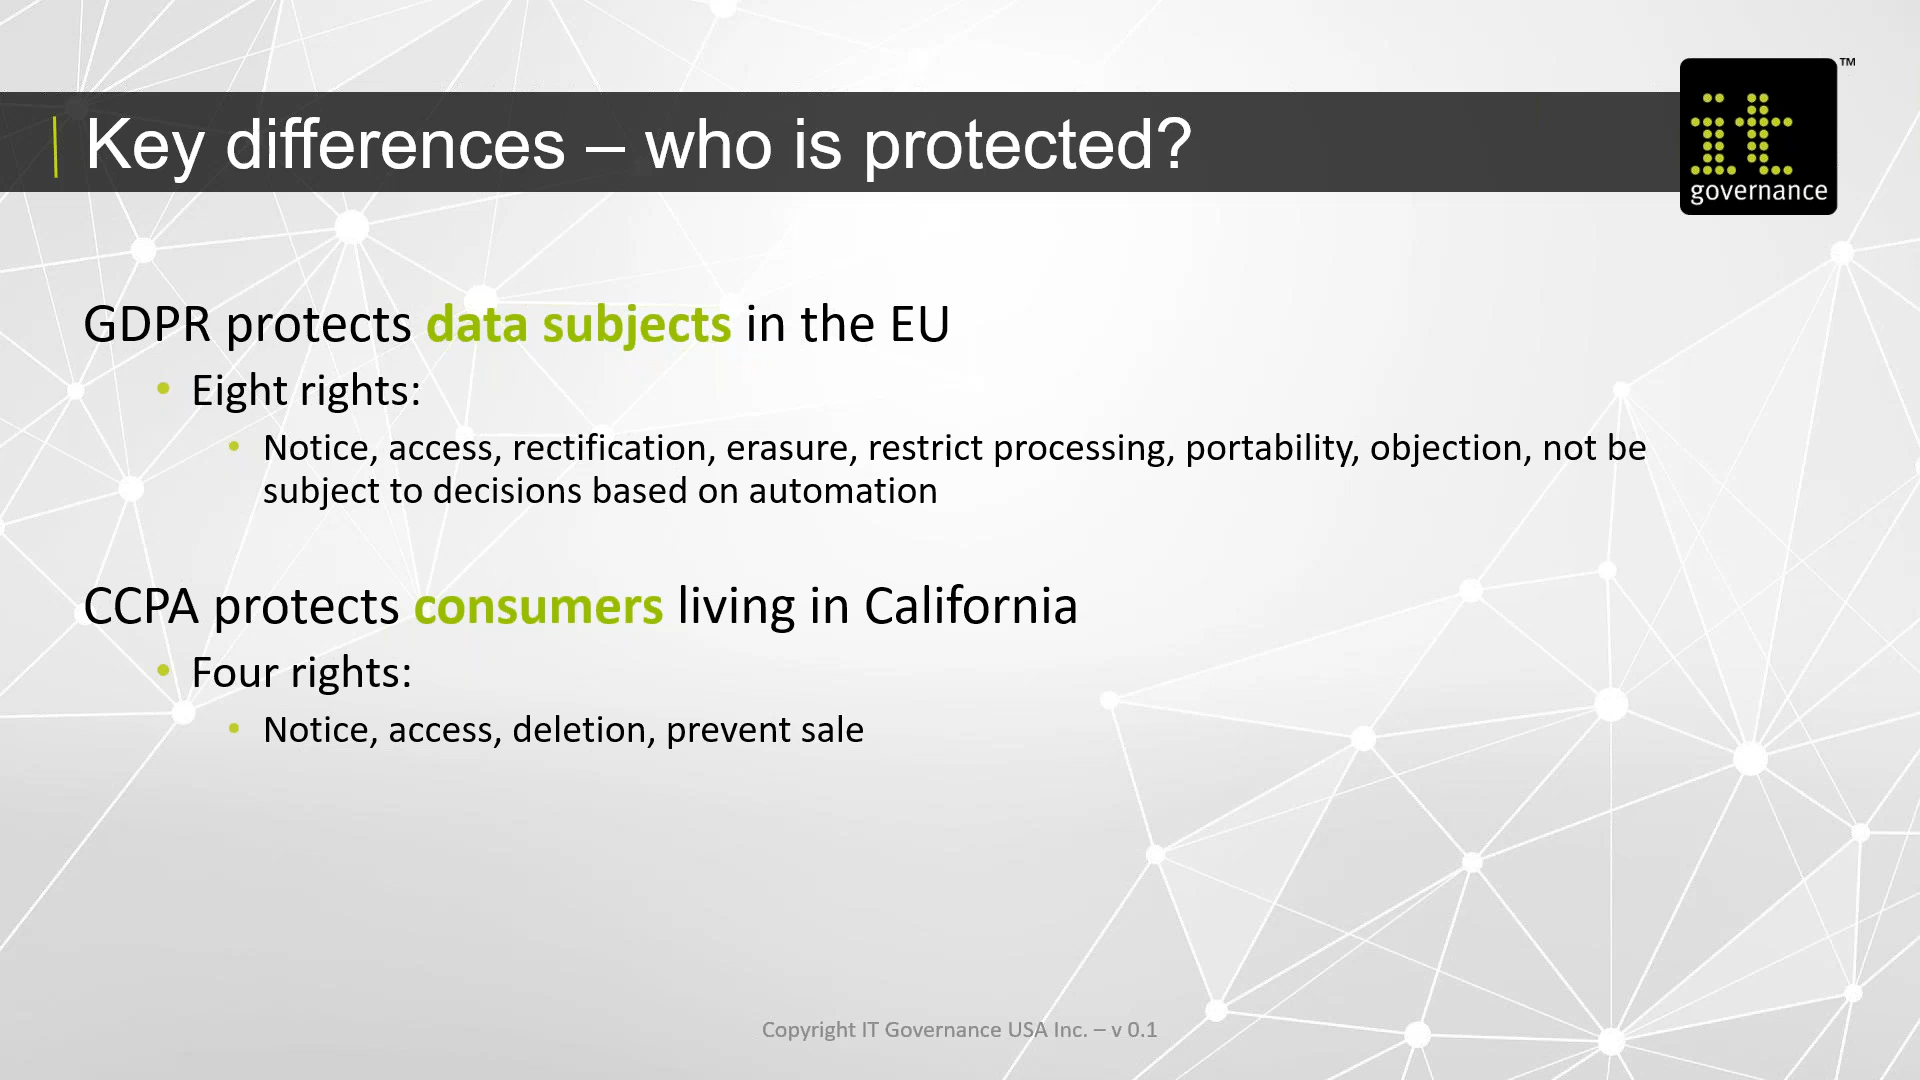 Key differences – who is protected?
it
governance
™
GDPR protects data subjects in the EU
• Eight rights:
• Notice, access, rectification, erasure, restrict processing, portability, objection, not be
subject to decisions based on automation
CCPA protects consumers living in California
• Four rights:
• Notice, access, deletion, prevent sale
Copyright IT Governance USA Inc. – v 0.1